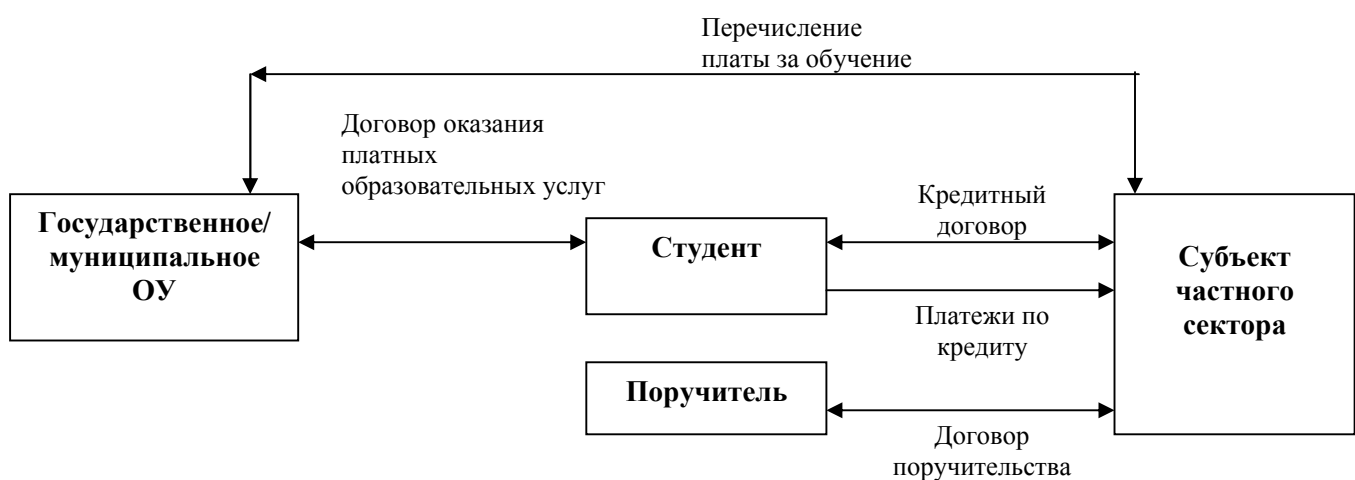 Перечисление
платы за обучение
Договор оказания
платных
образовательных услуг
Государственное/
муниципальное
ОУ
Студент
Кредитный
договор
Субъект
частного
сектора
Платежи по
кредиту
Поручитель
Договор
поручительства